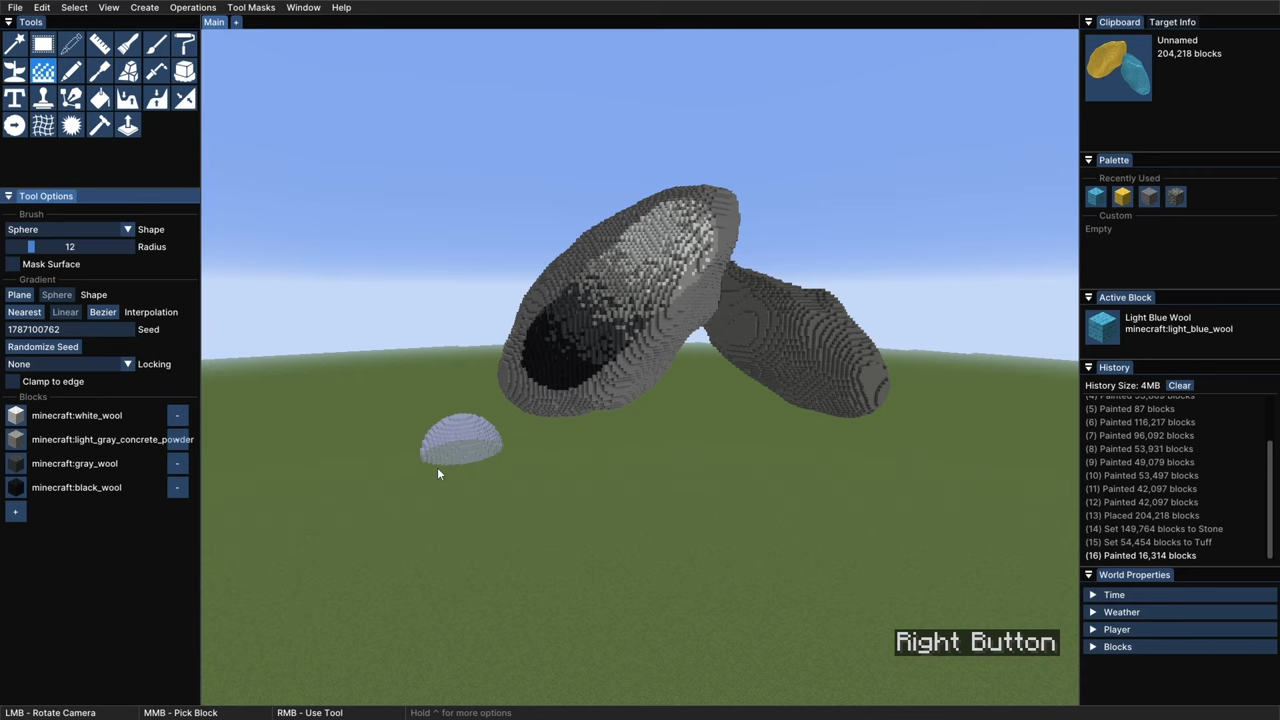 File Edit Select View Create Operations Tool Masks Window Help
Tools
Main +
Clipboard Target Info
Unnamed
204,218 blocks
Palette
Recently Used
Custom
Empty
Tool Options
Brush
Sphere Shape
12 Radius
Mask Surface
Gradient
Plane Sphere Shape
Nearest Linear Bezier Interpolation
1787100762 Seed
Randomize Seed
None Locking
Clamp to edge
Blocks
minecraft:white_wool -
minecraft:light_gray_concrete_powder
minecraft:gray_wool -
minecraft:black_wool -
+
Active Block
Light Blue Wool
minecraft:light_blue_wool
History
History Size: 4MB Clear
(5) Painted 87 blocks
(6) Painted 116,217 blocks
(7) Painted 96,092 blocks
(8) Painted 53,931 blocks
(9) Painted 49,079 blocks
(10) Painted 53,497 blocks
(11) Painted 42,097 blocks
(12) Painted 42,097 blocks
(13) Placed 204,218 blocks
(14) Set 149,764 blocks to Stone
(15) Set 54,454 blocks to Tuff
(16) Painted 16,314 blocks
World Properties
Time
Weather
Player
Blocks
Right Button
LMB - Rotate Camera MMB - Pick Block RMB - Use Tool Hold ^ for more options